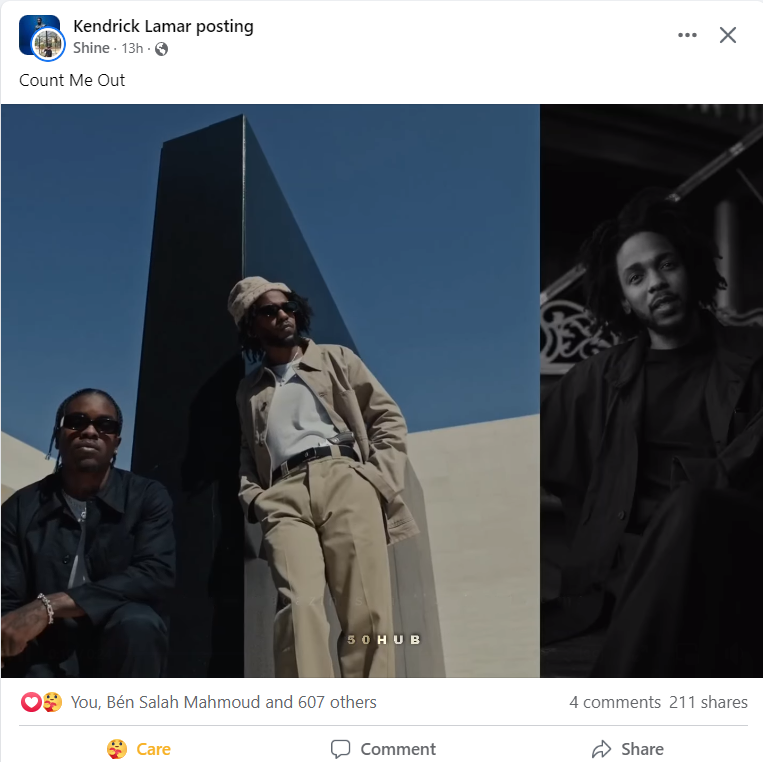 Kendrick Lamar posting
Shine · 13h ·
Count Me Out
50HUB
You, Bén Salah Mahmoud and 607 others
4 comments 211 shares
Care
Comment
Share